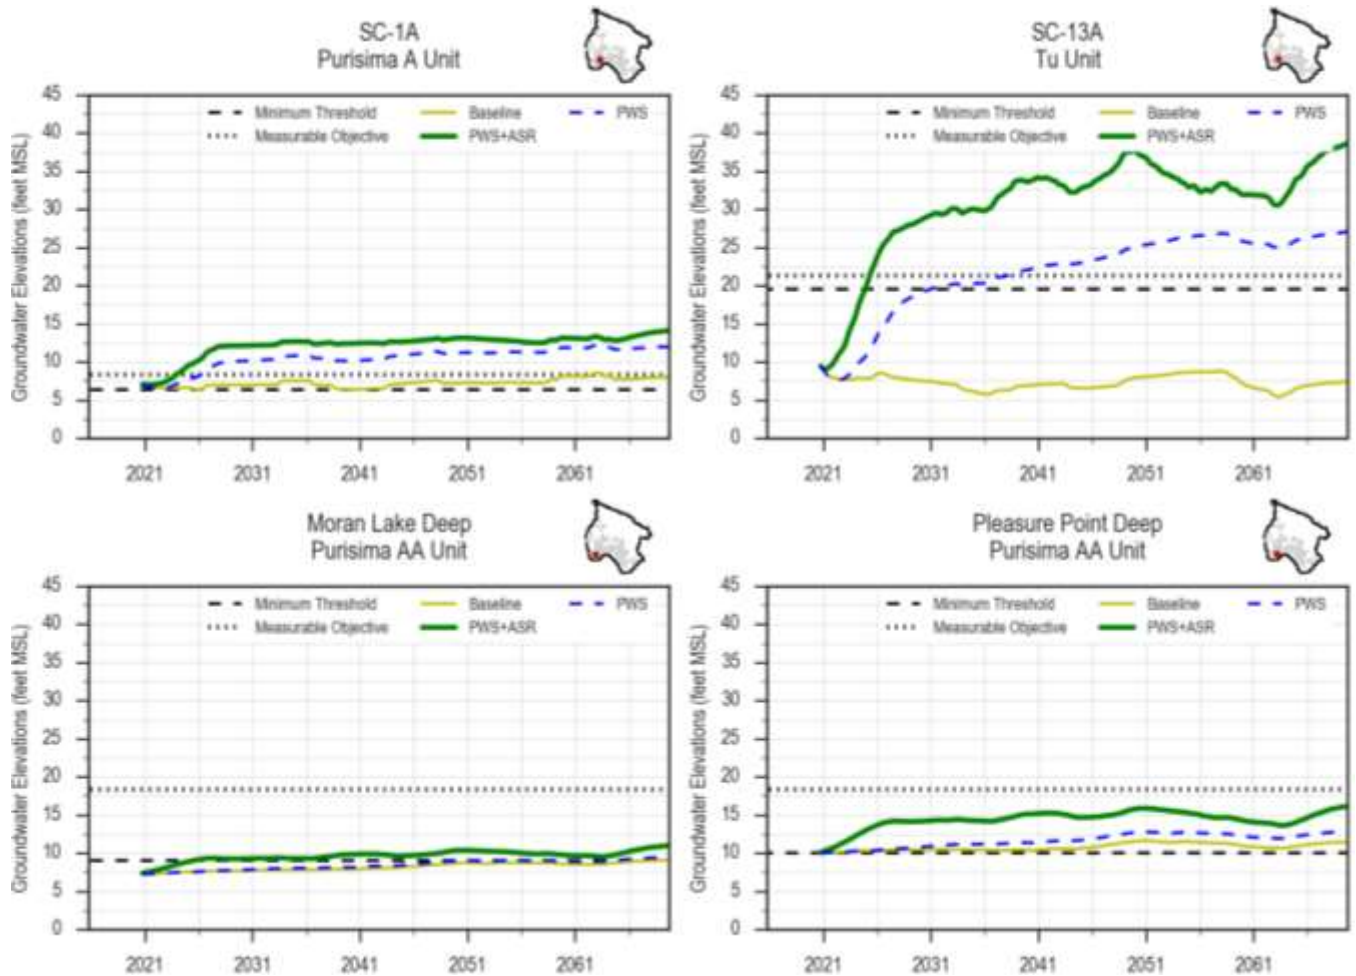 SC-1A
Purisima A Unit
Minimum Threshold
Baseline
PWS
Measurable Objective
PWS+ASR
Groundwater Elevations (feet MSL)
45
40
35
30
25
20
15
10
5
0
2021 2031 2041 2051 2061
SC-13A
Tu Unit
Minimum Threshold
Baseline
PWS
Measurable Objective
PWS+ASR
Groundwater Elevations (feet MSL)
45
40
35
30
25
20
15
10
5
0
2021 2031 2041 2051 2061
Moran Lake Deep
Purisima AA Unit
Minimum Threshold
Baseline
PWS
Measurable Objective
PWS+ASR
Groundwater Elevations (feet MSL)
45
40
35
30
25
20
15
10
5
0
2021 2031 2041 2051 2061
Pleasure Point Deep
Purisima AA Unit
Minimum Threshold
Baseline
PWS
Measurable Objective
PWS+ASR
Groundwater Elevations (feet MSL)
45
40
35
30
25
20
15
10
5
0
2021 2031 2041 2051 2061